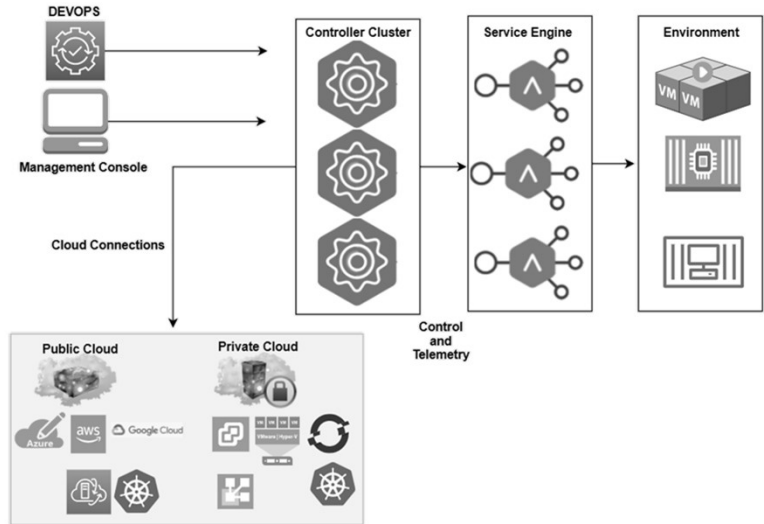 DEVOPS
Management Console
Controller Cluster
Service Engine
Environment
VM
VM
Cloud Connections
Control
and
Telemetry
Public Cloud
Private Cloud
Azure
aws
Google Cloud
VMware | Hyper V